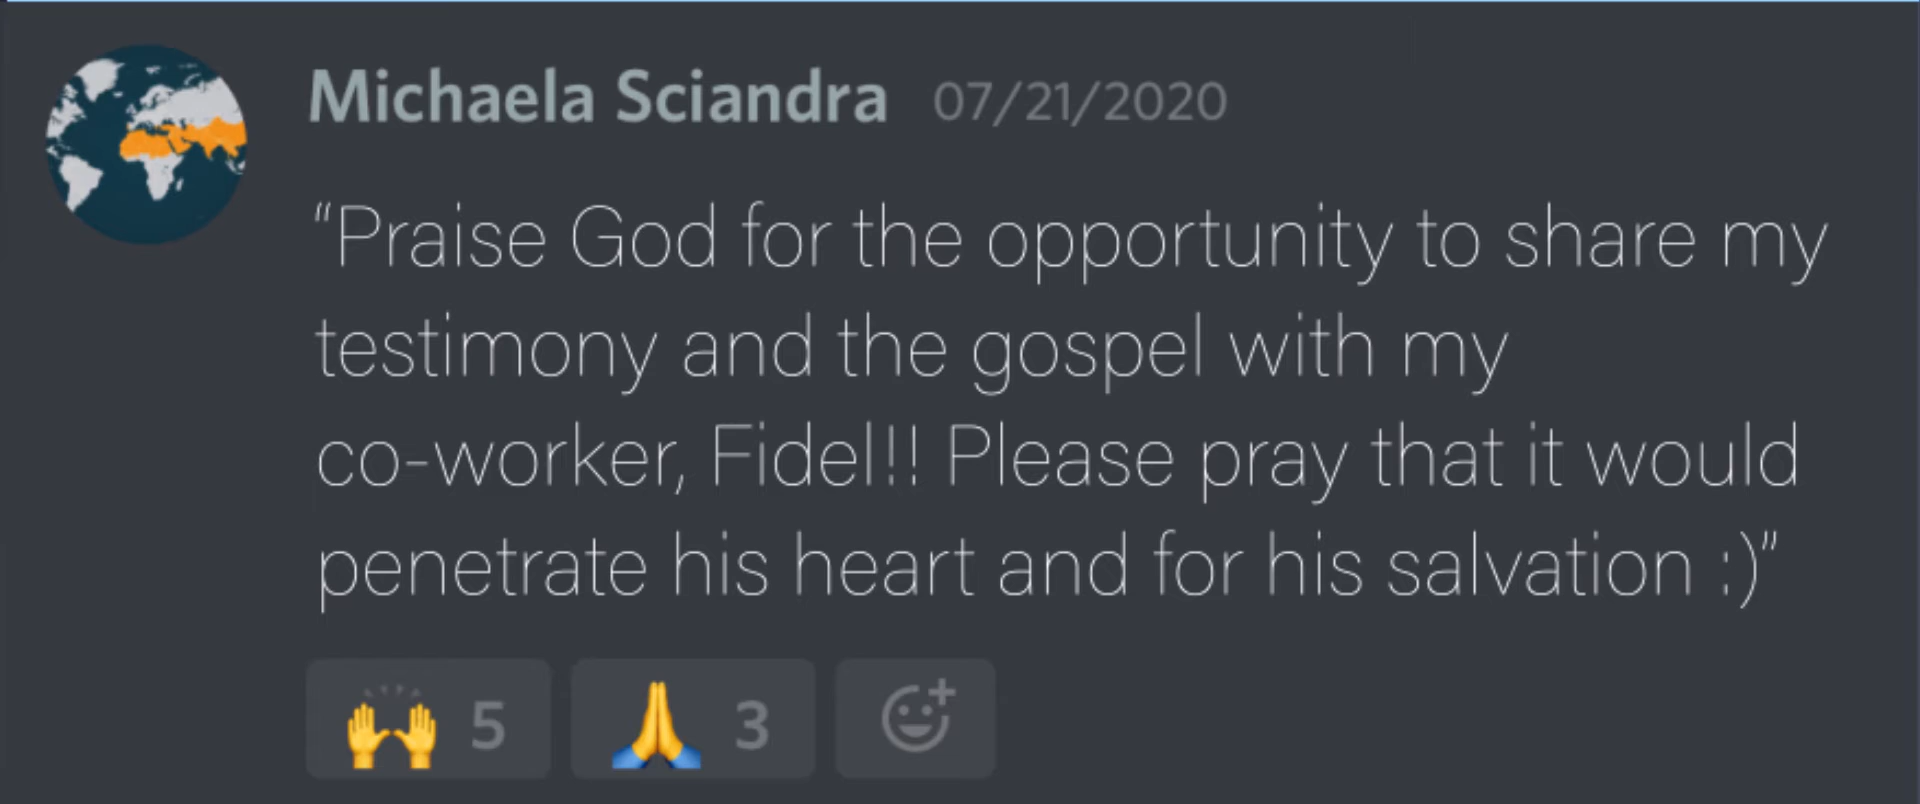 Michaela Sciandra 07/21/2020
“Praise God for the opportunity to share my
testimony and the gospel with my
co-worker, Fidel!! Please pray that it would
penetrate his heart and for his salvation :)”
🙌 5 🙏 3